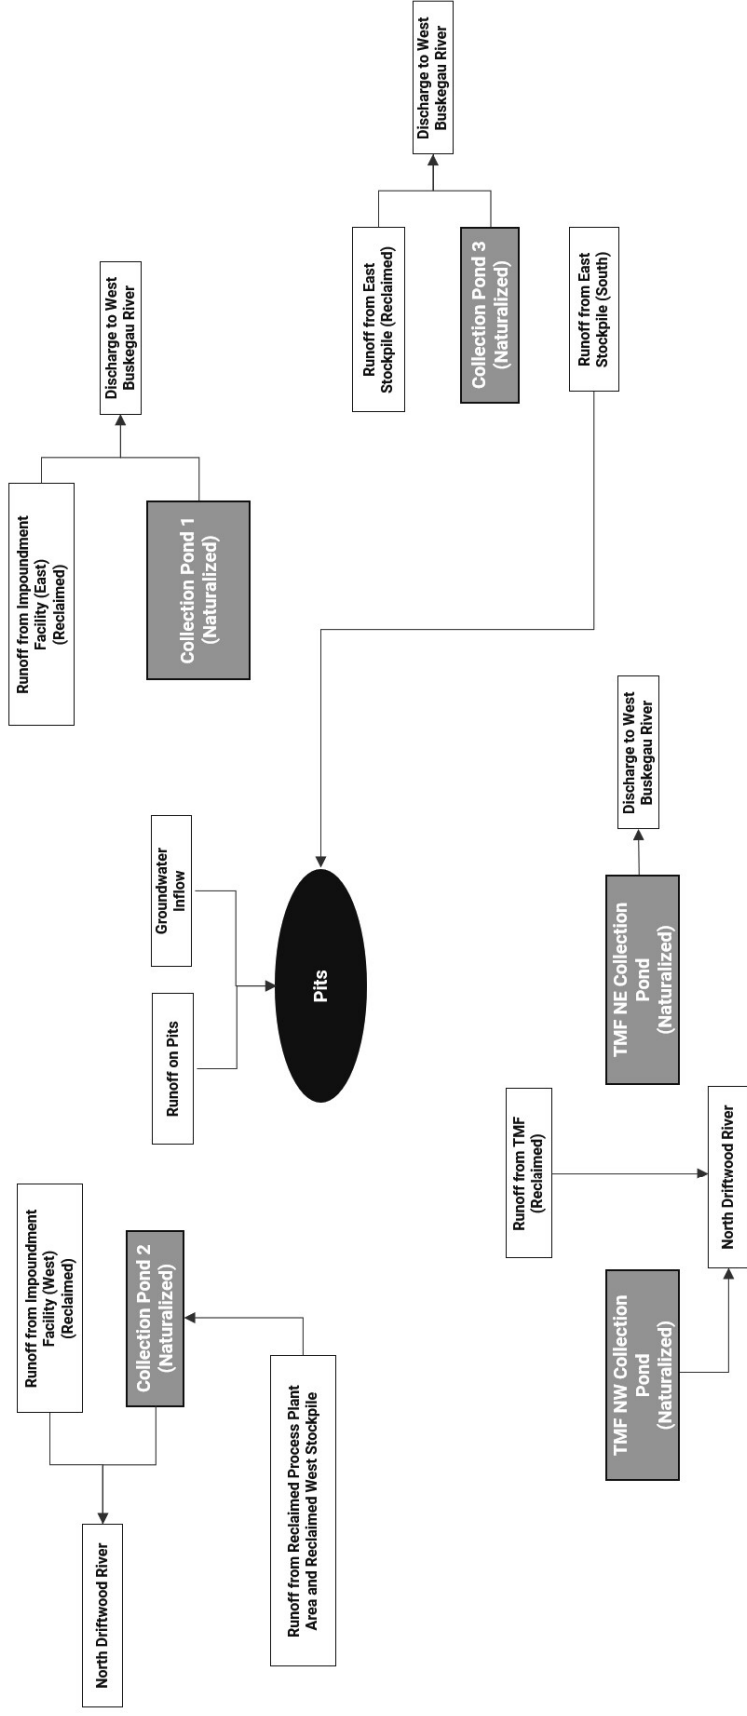 North Driftwood River
Runoff from Impoundment
Facility (West)
(Reclaimed)
Collection Pond 2
(Naturalized)
Runoff from Reclaimed Process Plant
Area and Reclaimed West Stockpile
Runoff on Pits
Groundwater
Inflow
Pits
Runoff from Impoundment
Facility (East)
(Reclaimed)
Collection Pond 1
(Naturalized)
Discharge to West
Buskegau River
Runoff from East
Stockpile (Reclaimed)
Collection Pond 3
(Naturalized)
Discharge to West
Buskegau River
Runoff from East
Stockpile (South)
TMF NW Collection
Pond
(Naturalized)
Runoff from TMF
(Reclaimed)
North Driftwood River
TMF NE Collection
Pond
(Naturalized)
Discharge to West
Buskegau River